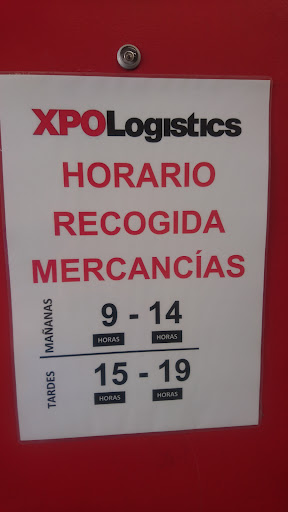 XPOLogistics
HORARIO
RECOGIDA
MERCANCÍAS
MAÑANAS
9 - 14
HORAS HORAS
TARDES
15 - 19
HORAS HORAS